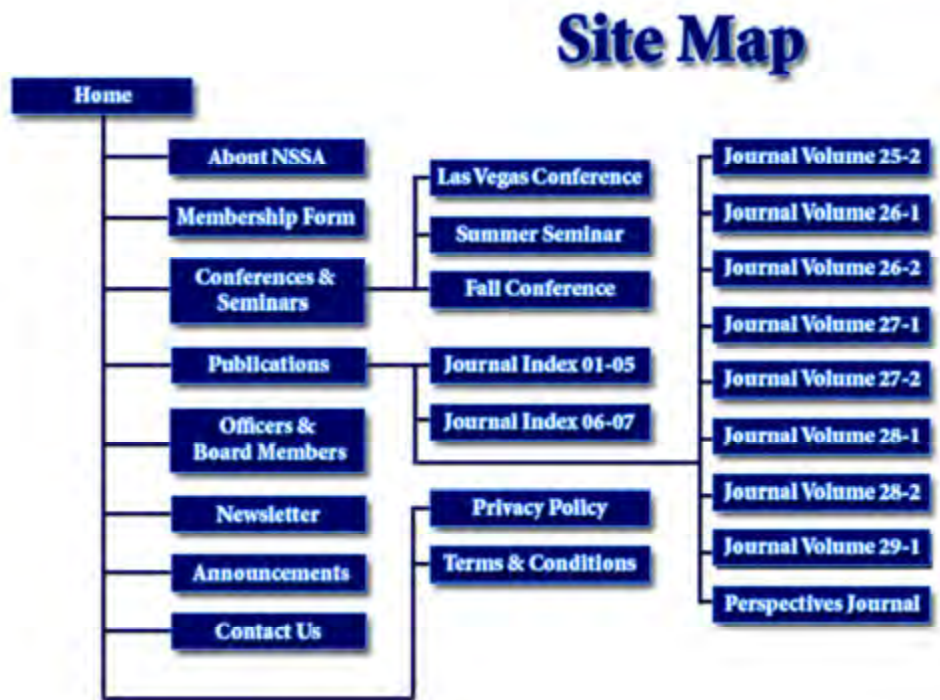 Site Map
Home
About NSSA
Membership Form
Conferences &
Seminars
Publications
Officers &
Board Members
Newsletter
Announcements
Contact Us
Las Vegas Conference
Summer Seminar
Fall Conference
Journal Index 01-05
Journal Index 06-07
Privacy Policy
Terms & Conditions
Journal Volume 25-2
Journal Volume 26-1
Journal Volume 26-2
Journal Volume 27-1
Journal Volume 27-2
Journal Volume 28-1
Journal Volume 28-2
Journal Volume 29-1
Perspectives Journal